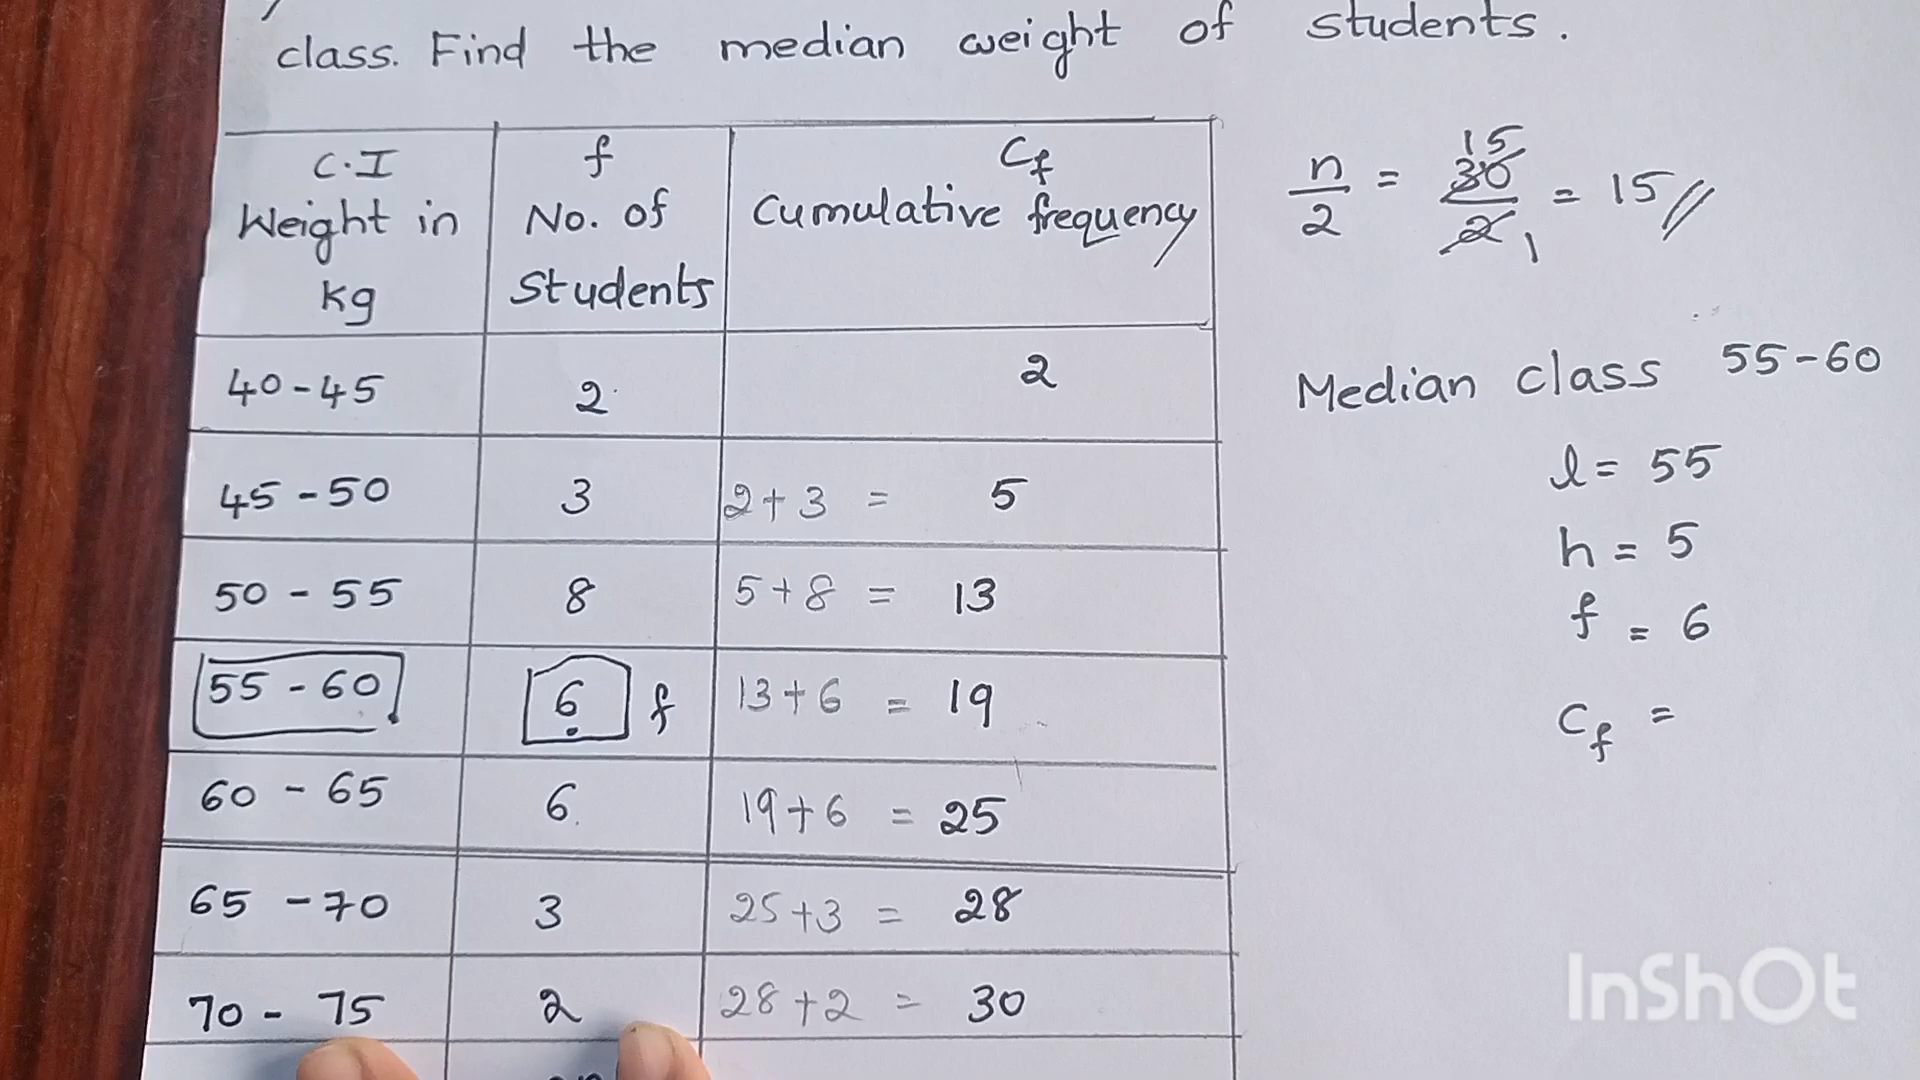 class. Find the median weight of students.
C.I f Cf
Weight in No. of Cumulative frequency
kg Students
40-45 2 2
45-50 3 2+3 = 5
50-55 8 5+8 = 13
55-60 6 f 13+6 = 19
60-65 6 19+6 = 25
65-70 3 25+3 = 28
70-75 2 28+2 = 30
15
n/2 = 30/2 = 15//
1
Median class 55-60
l = 55
h = 5
f = 6
Cf =
InShOt